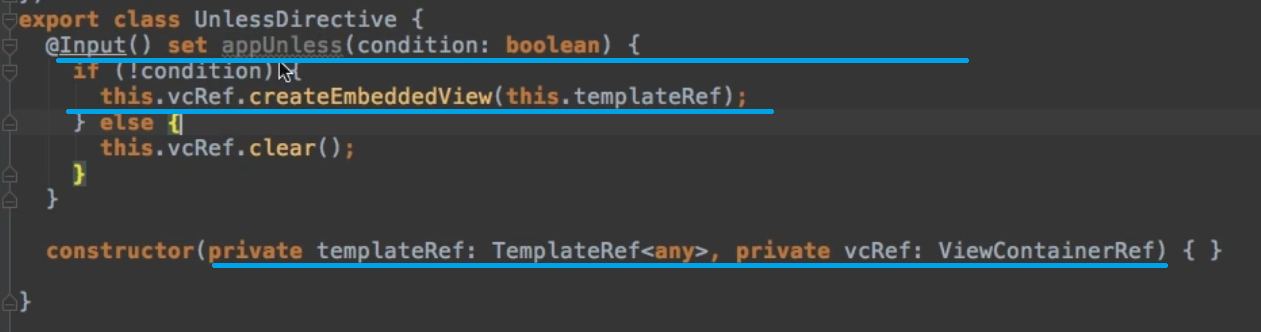 export class UnlessDirective {
@Input() set appUnless(condition: boolean) {
if (!condition) {
this.vcRef.createEmbeddedView(this.templateRef);
} else {
this.vcRef.clear();
}
}
constructor(private templateRef: TemplateRef<any>, private vcRef: ViewContainerRef) { }
}